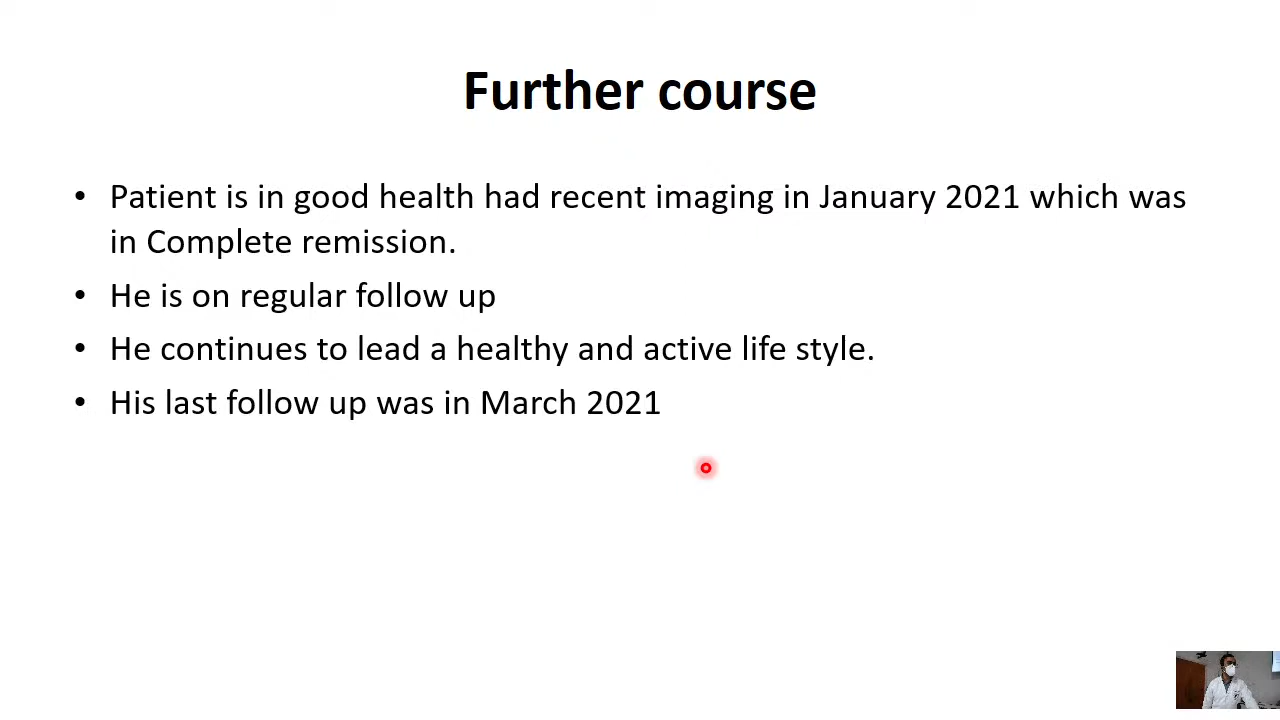 Further course
• Patient is in good health had recent imaging in January 2021 which was
in Complete remission.
• He is on regular follow up
• He continues to lead a healthy and active life style.
• His last follow up was in March 2021